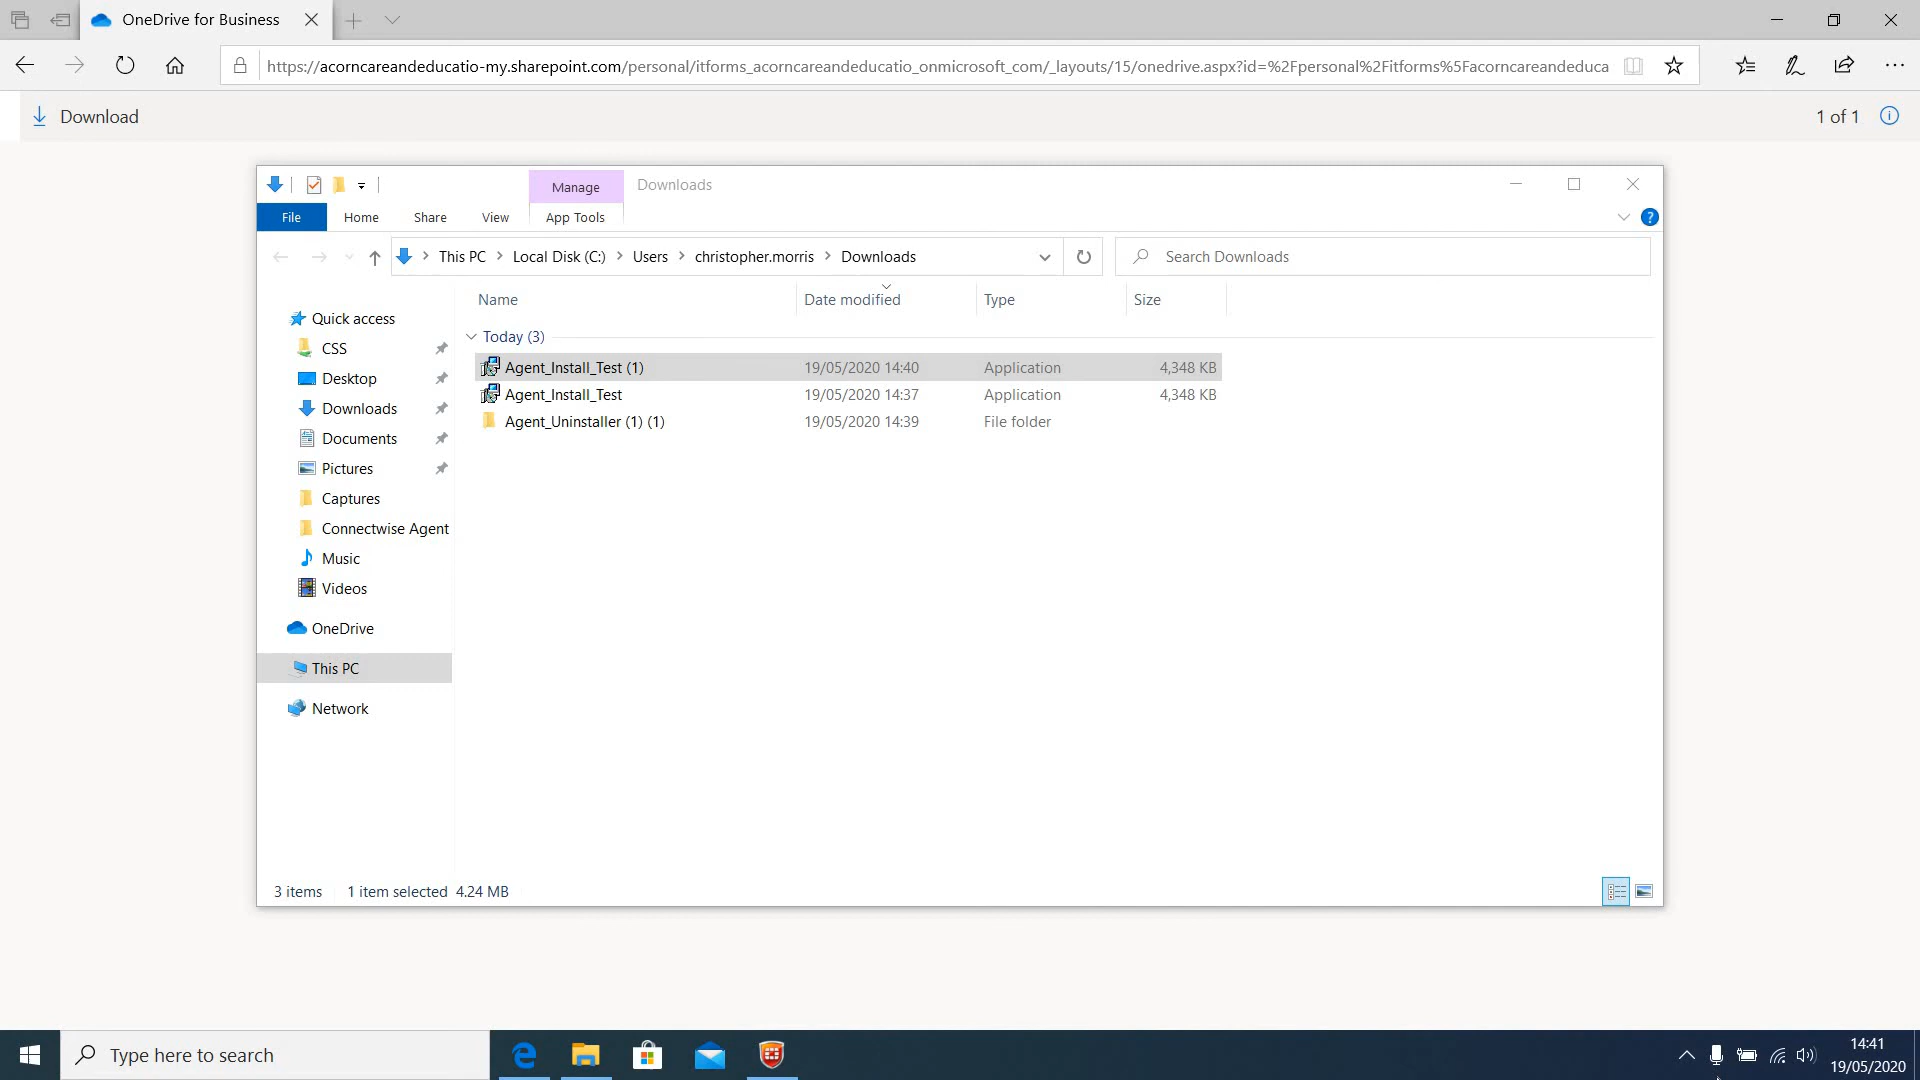 OneDrive for Business
https://acorncareandeducatio-my.sharepoint.com/personal/itforms_acorncareandeducatio_onmicrosoft_com/_layouts/15/onedrive.aspx?id=%2Fpersonal%2Fitforms%5Facorncareandeduca
Download
1 of 1
Manage
Downloads
File
Home
Share
View
App Tools
This PC
Local Disk (C:)
Users
christopher.morris
Downloads
Search Downloads
Name
Date modified
Type
Size
Today (3)
Agent_Install_Test (1) 19/05/2020 14:40 Application 4,348 KB
Agent_Install_Test 19/05/2020 14:37 Application 4,348 KB
Agent_Uninstaller (1) (1) 19/05/2020 14:39 File folder
Quick access
CSS
Desktop
Downloads
Documents
Pictures
Captures
Connectwise Agent
Music
Videos
OneDrive
This PC
Network
3 items 1 item selected 4.24 MB
Type here to search
14:41
19/05/2020